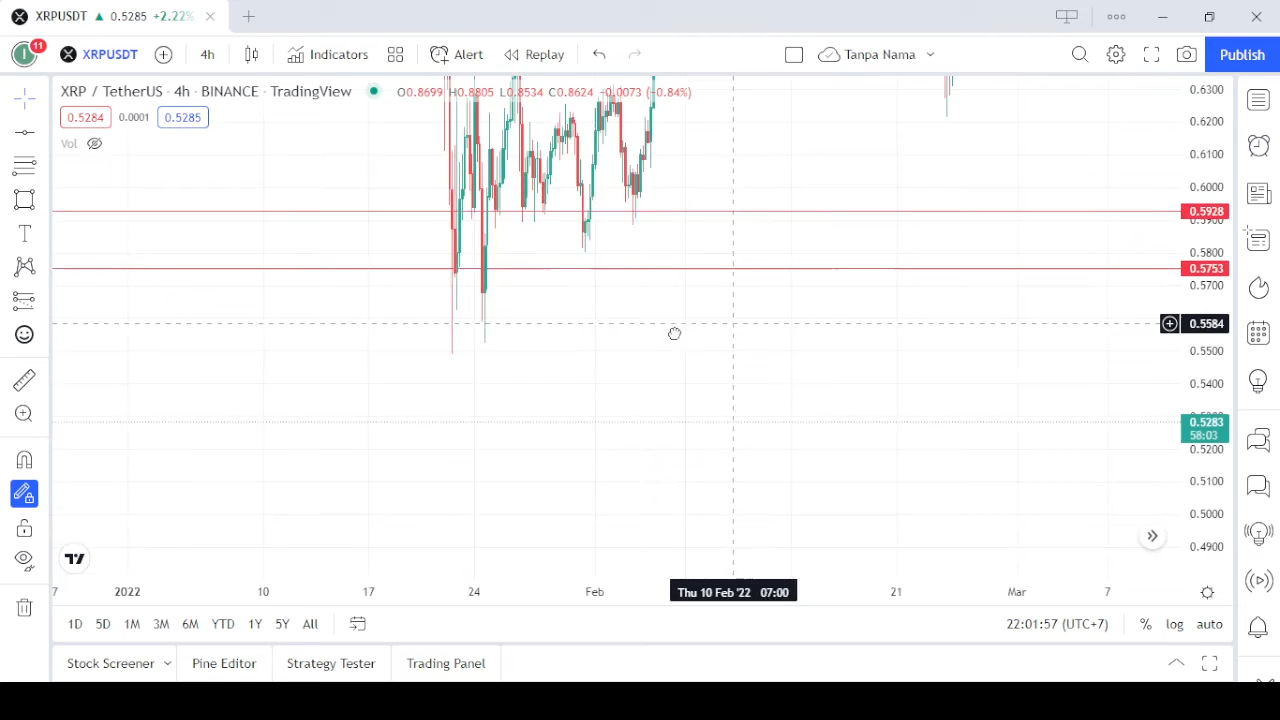 XRPUSDT ▲ 0.5285 +2.22%
11
XRPUSDT
4h
Indicators
Alert
Replay
Tanpa Nama
Publish
XRP / TetherUS · 4h · BINANCE · TradingView
O0.8699 H0.8805 L0.8534 C0.8624 −0.0073 (−0.84%)
0.5284
0.0001
0.5285
Vol
0.6300
0.6200
0.6100
0.6000
0.5928
0.5900
0.5800
0.5753
0.5700
0.5584
0.5500
0.5400
0.5283
58:03
0.5200
0.5100
0.5000
0.4900
7
2022
10
17
24
Feb
Thu 10 Feb '22 07:00
21
Mar
7
1D
5D
1M
3M
6M
YTD
1Y
5Y
All
22:01:57 (UTC+7)
%
log
auto
Stock Screener
Pine Editor
Strategy Tester
Trading Panel